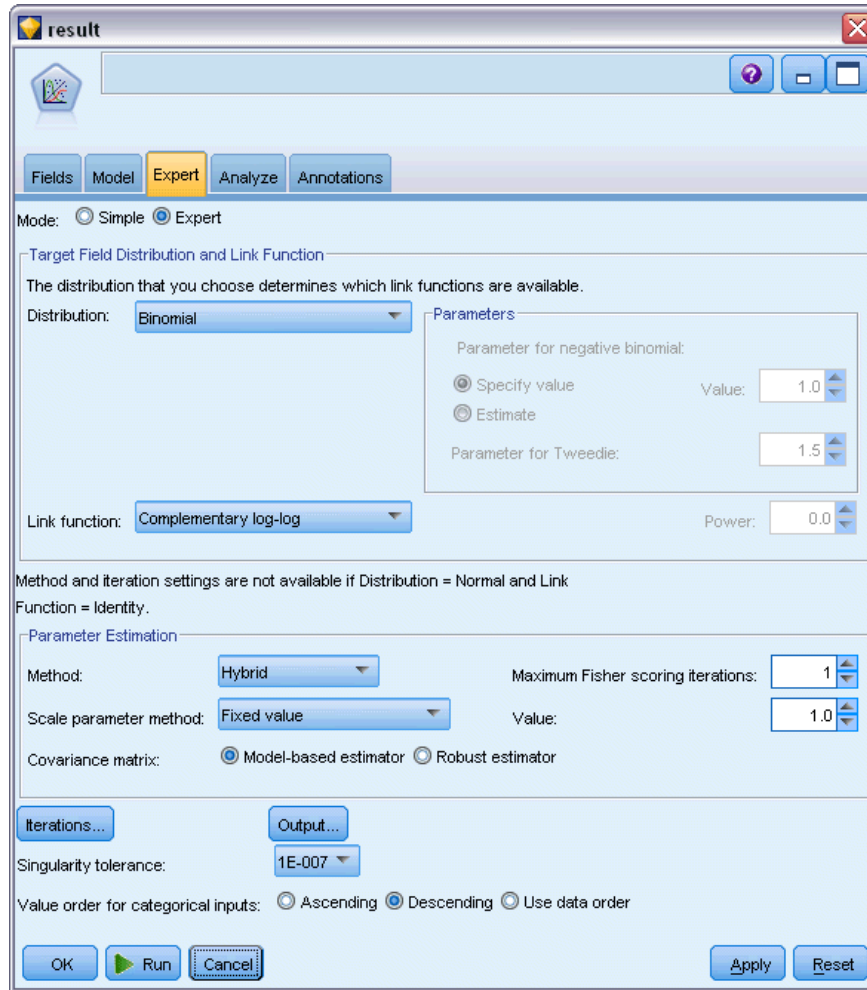 result
Fields Model Expert Analyze Annotations
Mode: Simple Expert
Target Field Distribution and Link Function
The distribution that you choose determines which link functions are available.
Distribution: Binomial
Parameters
Parameter for negative binomial:
Specify value Value: 1.0
Estimate
Parameter for Tweedie: 1.5
Link function: Complementary log-log Power: 0.0
Method and iteration settings are not available if Distribution = Normal and Link
Function = Identity.
Parameter Estimation
Method: Hybrid Maximum Fisher scoring iterations: 1
Scale parameter method: Fixed value Value: 1.0
Covariance matrix: Model-based estimator Robust estimator
Iterations... Output...
Singularity tolerance: 1E-007
Value order for categorical inputs: Ascending Descending Use data order
OK Run Cancel Apply Reset